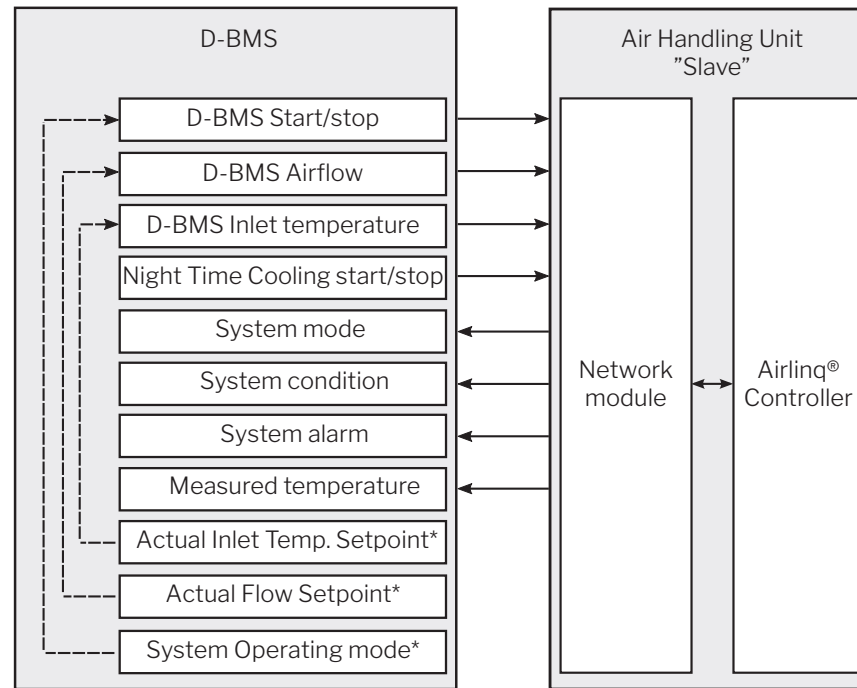 D-BMS
D-BMS Start/stop
D-BMS Airflow
D-BMS Inlet temperature
Night Time Cooling start/stop
System mode
System condition
System alarm
Measured temperature
Actual Inlet Temp. Setpoint*
Actual Flow Setpoint*
System Operating mode*
Air Handling Unit
”Slave”
Network
module
Airlinq®
Controller